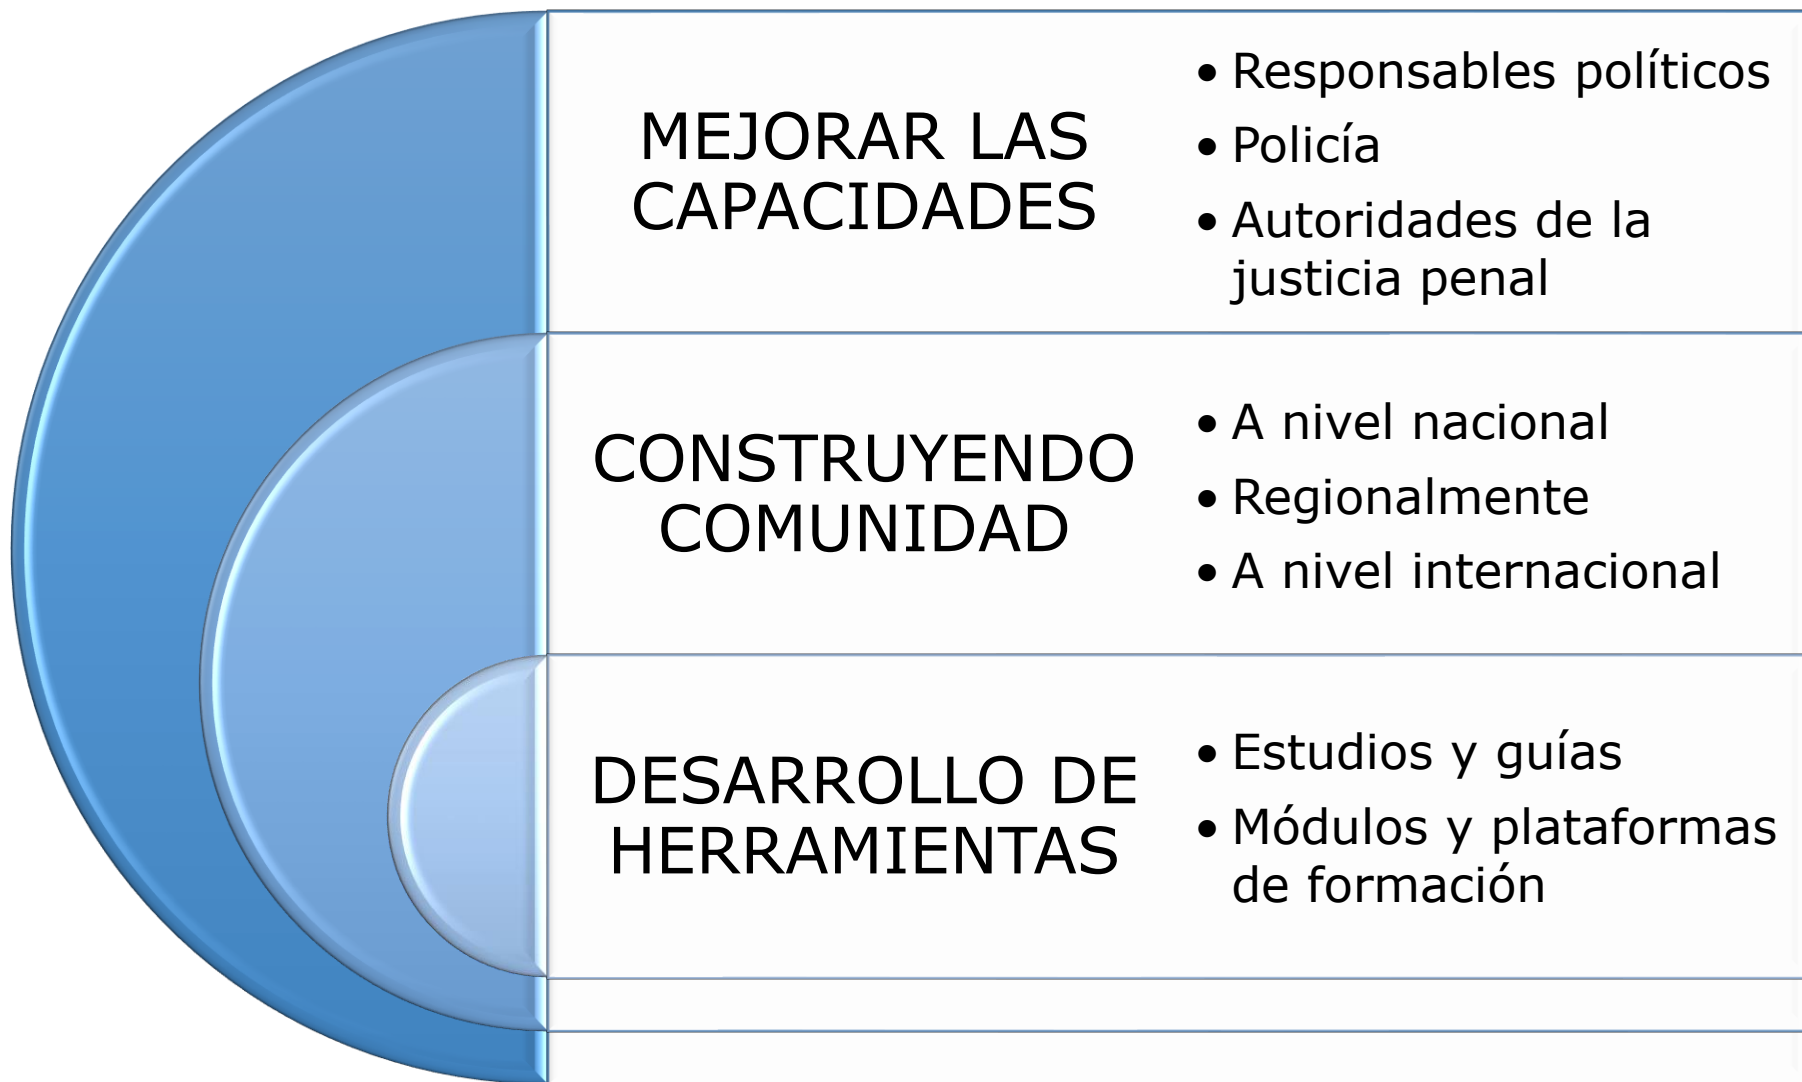 MEJORAR LAS
CAPACIDADES
• Responsables políticos
• Policía
• Autoridades de la
justicia penal
CONSTRUYENDO
COMUNIDAD
• A nivel nacional
• Regionalmente
• A nivel internacional
DESARROLLO DE
HERRAMIENTAS
• Estudios y guías
• Módulos y plataformas
de formación